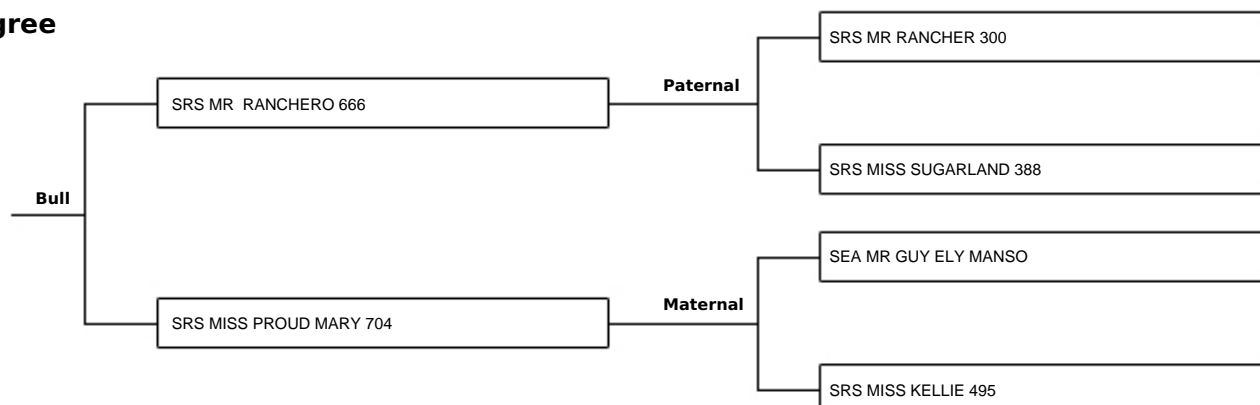 gree
SRS MR RANCHER 300
Paternal
SRS MR  RANCHERO 666
SRS MISS SUGARLAND 388
Bull
SEA MR GUY ELY MANSO
Maternal
SRS MISS PROUD MARY 704
SRS MISS KELLIE 495